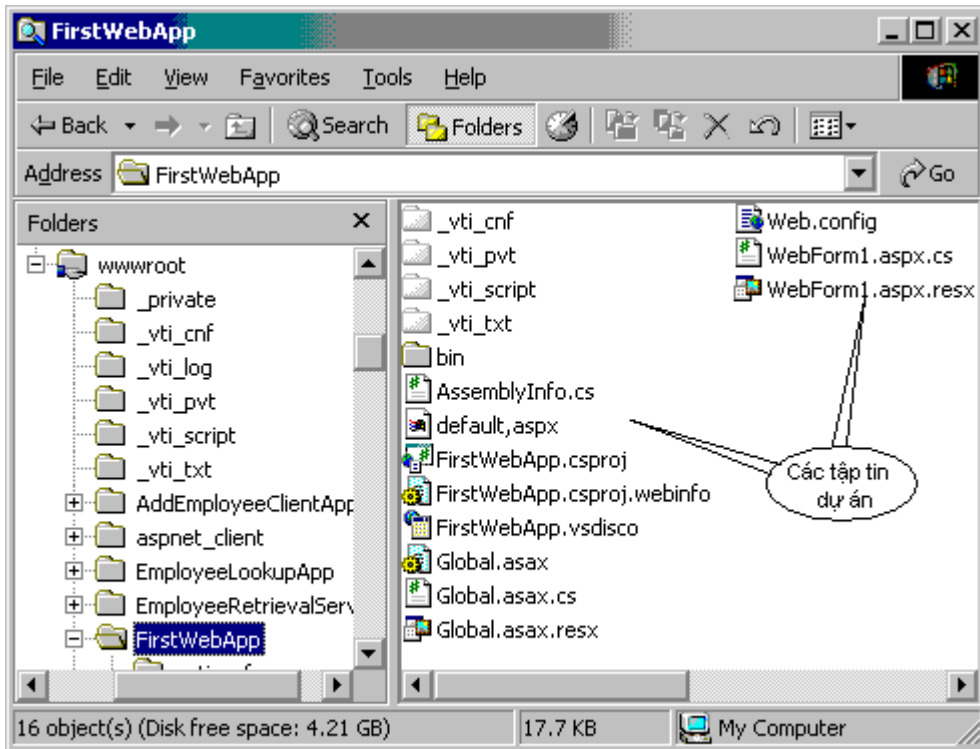 FirstWebApp
File Edit View Favorites Tools Help
Back Search Folders
Address FirstWebApp Go
Folders
wwwroot
_private
_vti_cnf
_vti_log
_vti_pvt
_vti_script
_vti_txt
AddEmployeeClientApp
aspnet_client
EmployeeLookupApp
EmployeeRetrievalServ
FirstWebApp
_vti_cnf
_vti_pvt
_vti_script
_vti_txt
bin
AssemblyInfo.cs
default,aspx
FirstWebApp.csproj
FirstWebApp.csproj.webinfo
FirstWebApp.vsdisco
Global.asax
Global.asax.cs
Global.asax.resx
Web.config
WebForm1.aspx.cs
WebForm1.aspx.resx
Các tập tin
dự án
16 object(s) (Disk free space: 4.21 GB) 17.7 KB My Computer